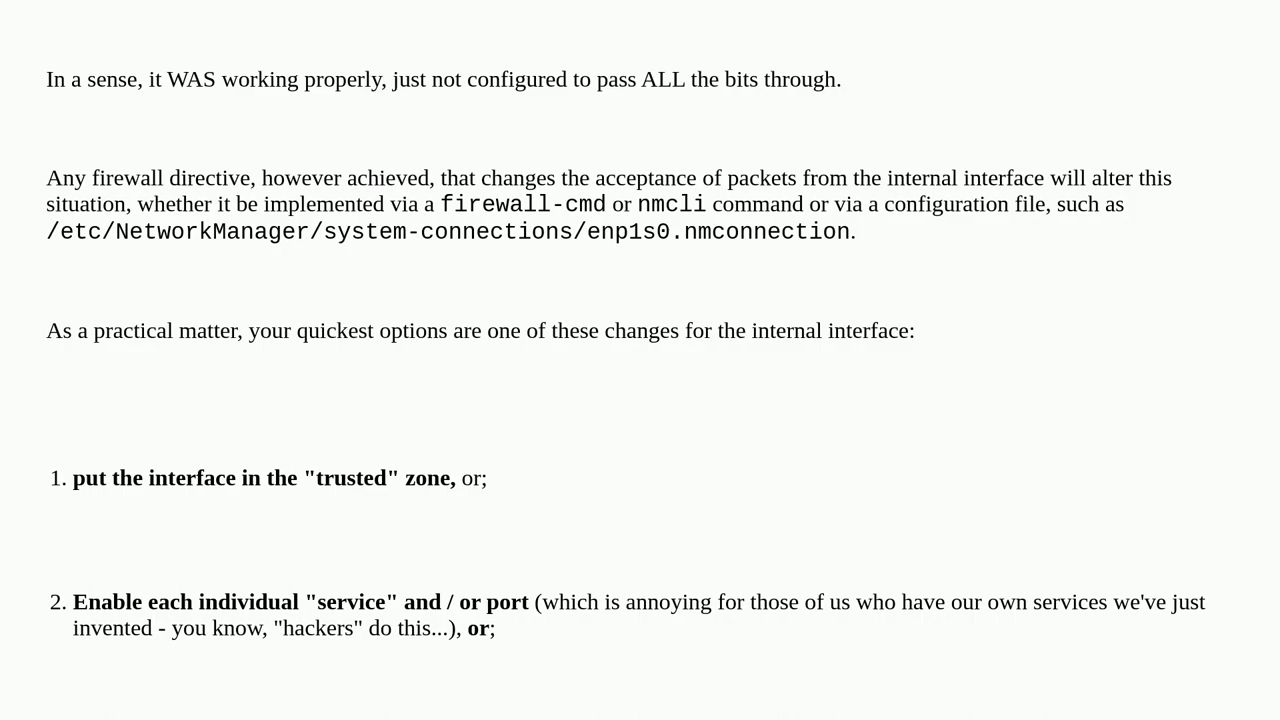 In a sense, it WAS working properly, just not configured to pass ALL the bits through.
Any firewall directive, however achieved, that changes the acceptance of packets from the internal interface will alter this
situation, whether it be implemented via a firewall-cmd or nmcli command or via a configuration file, such as
/etc/NetworkManager/system-connections/enp1s0.nmconnection.
As a practical matter, your quickest options are one of these changes for the internal interface:
1. put the interface in the "trusted" zone, or;
2. Enable each individual "service" and / or port (which is annoying for those of us who have our own services we've just
invented - you know, "hackers" do this...), or;